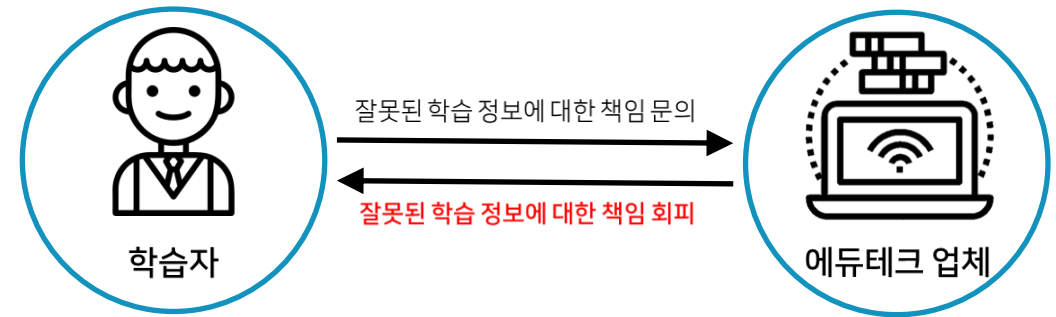 잘못된 학습 정보에 대한 책임 문의
잘못된 학습 정보에 대한 책임 회피
학습자
에듀테크 업체